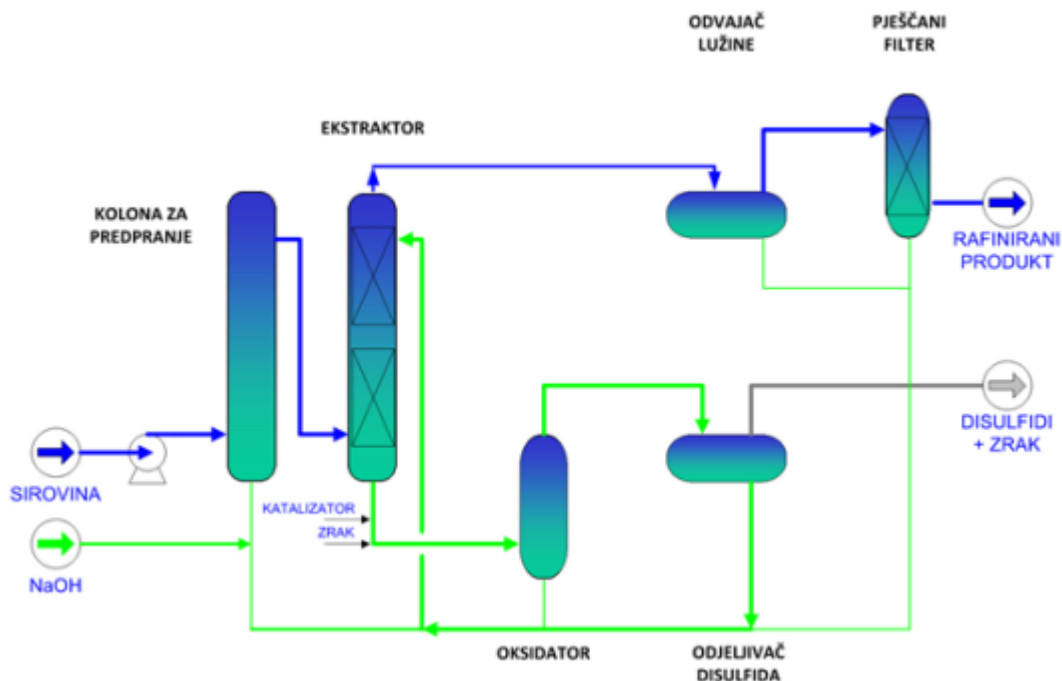 ODVAJAČ
LUŽINE
PJEŠČANI
FILTER
EKSTRAKTOR
KOLONA ZA
PREDPRANJE
RAFINIRANI
PRODUKT
SIROVINA
KATALIZATOR
ZRAK
DISULFIDI
+ ZRAK
NaOH
OKSIDATOR
ODJELJIVAČ
DISULFIDA